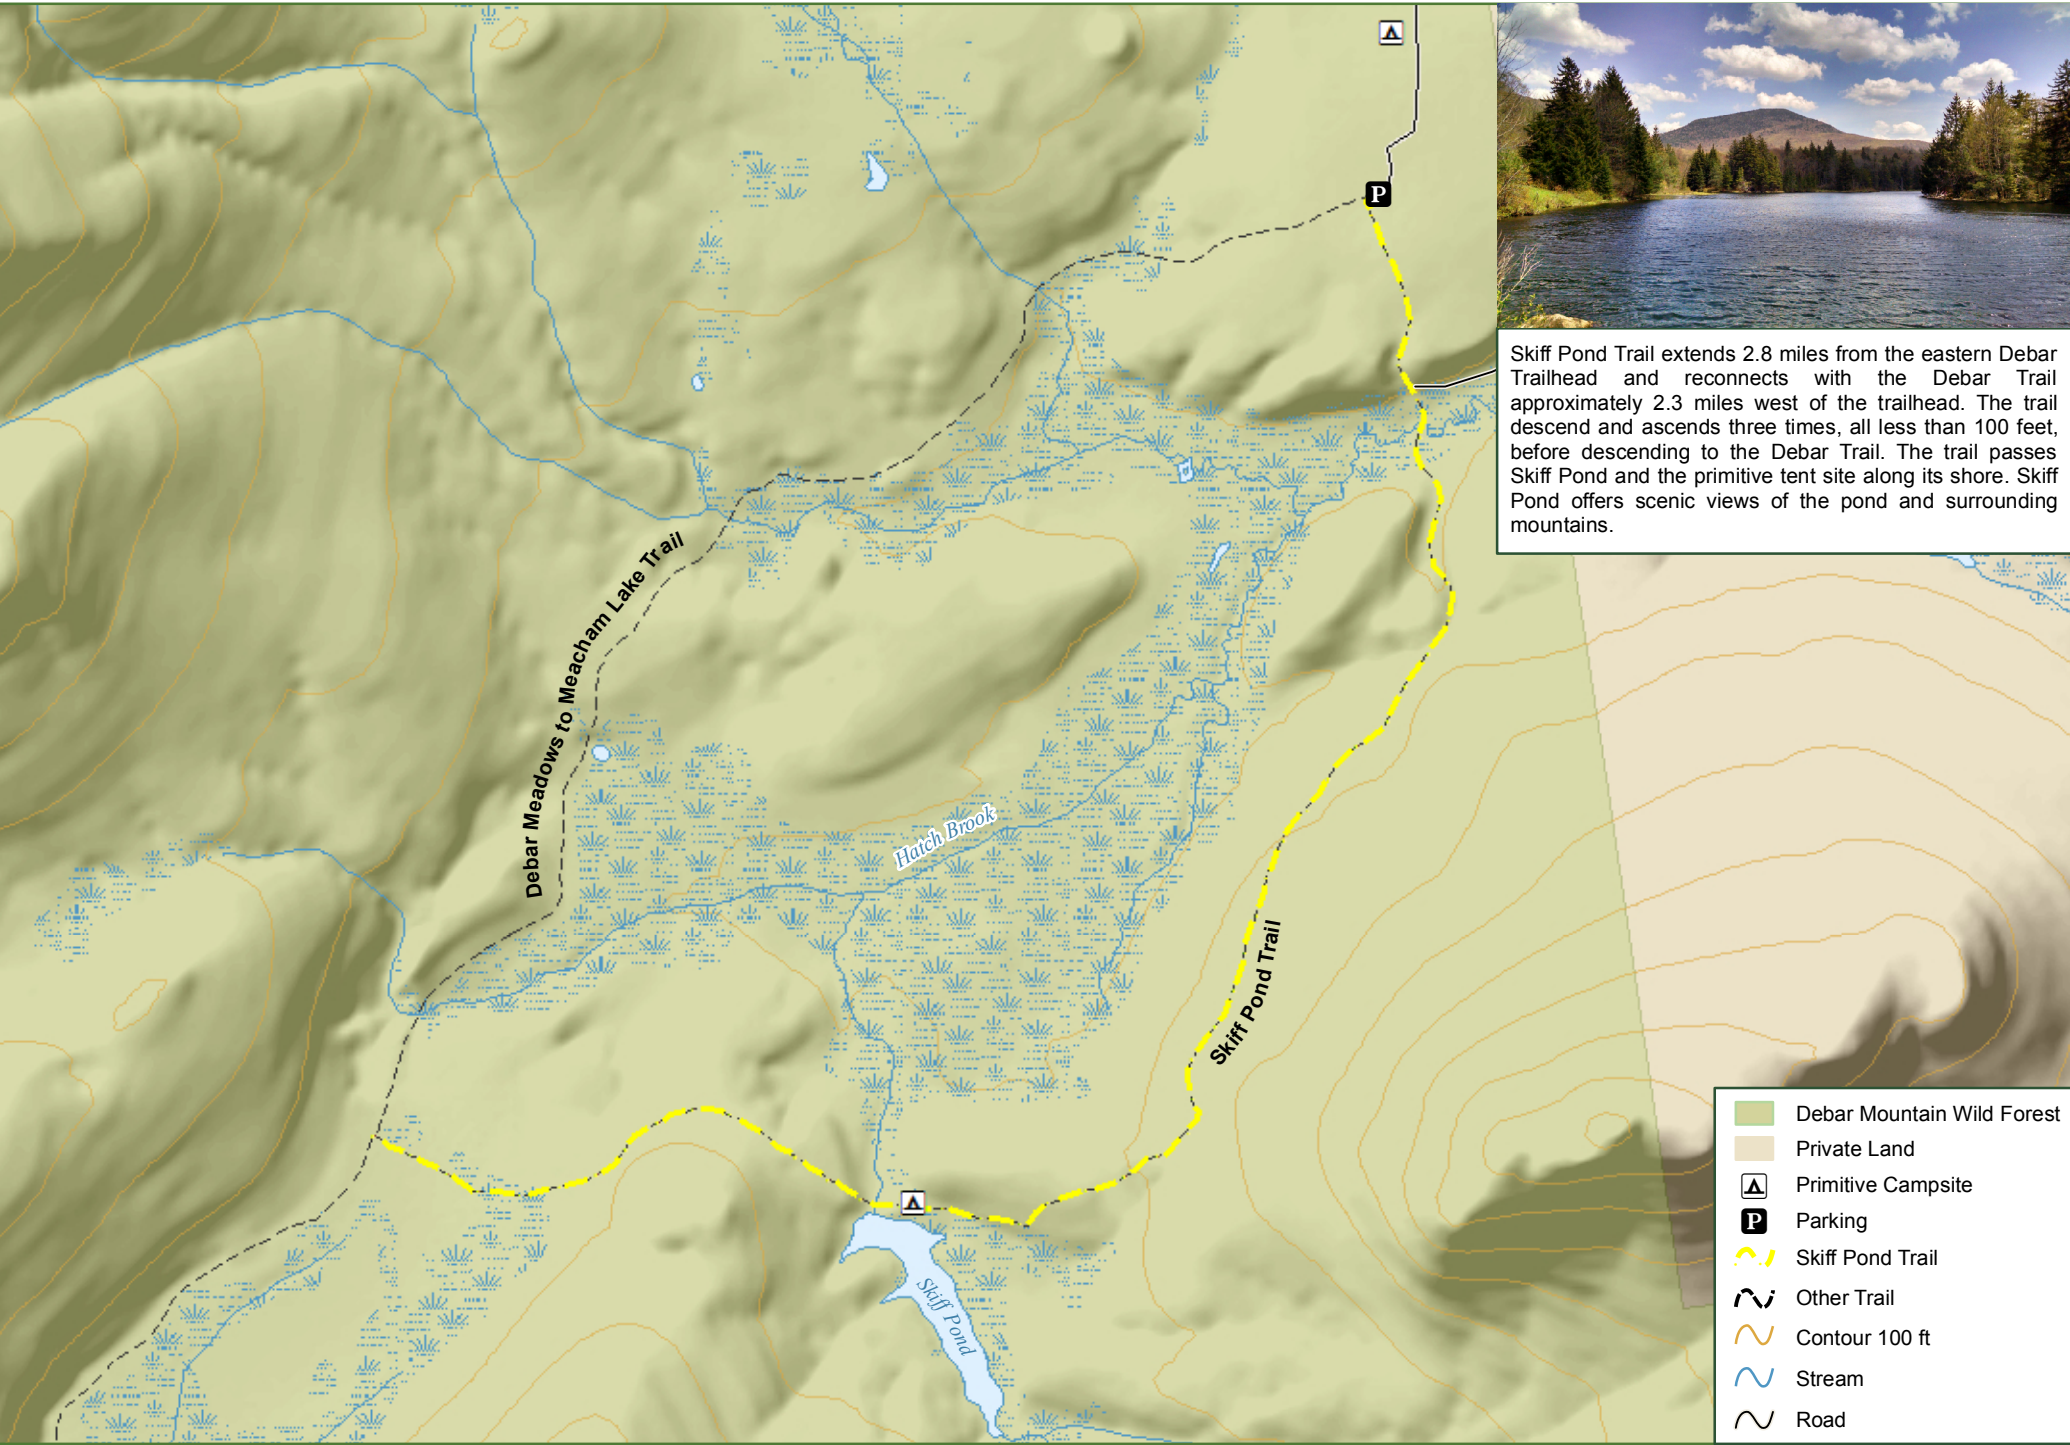 P
Skiff Pond Trail extends 2.8 miles from the eastern Debar
Trailhead and reconnects with the Debar Trail
approximately 2.3 miles west of the trailhead. The trail
descend and ascends three times, all less than 100 feet,
before descending to the Debar Trail. The trail passes
Skiff Pond and the primitive tent site along its shore. Skiff
Pond offers scenic views of the pond and surrounding
mountains.
Debar Meadows to Meacham Lake Trail
Hatch Brook
Skiff Pond Trail
Skiff Pond
Debar Mountain Wild Forest
Private Land
Primitive Campsite
P Parking
Skiff Pond Trail
Other Trail
Contour 100 ft
Stream
Road